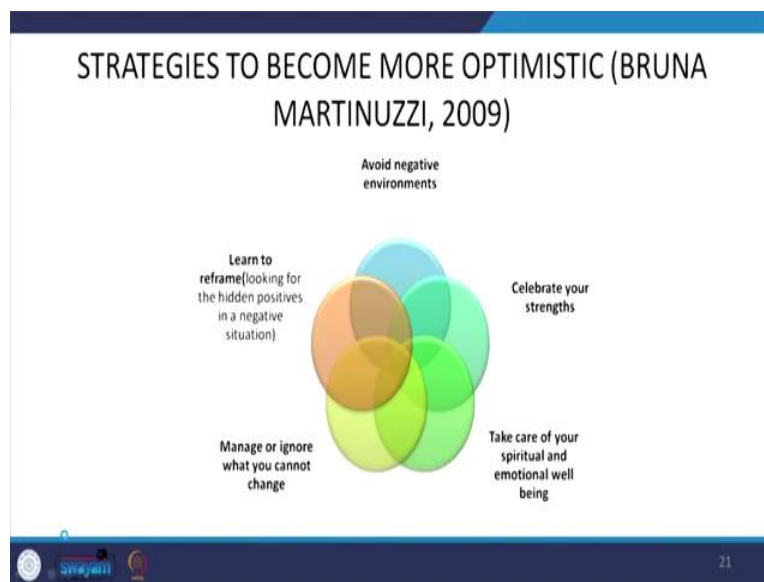 STRATEGIES TO BECOME MORE OPTIMISTIC (BRUNA
MARTINUZZI, 2009)
Avoid negative
environments
Celebrate your
strengths
Take care of your
spiritual and
emotional well
being
Manage or ignore
what you cannot
change
Learn to
reframe(looking for
the hidden positives
in a negative
situation)
swayam
21